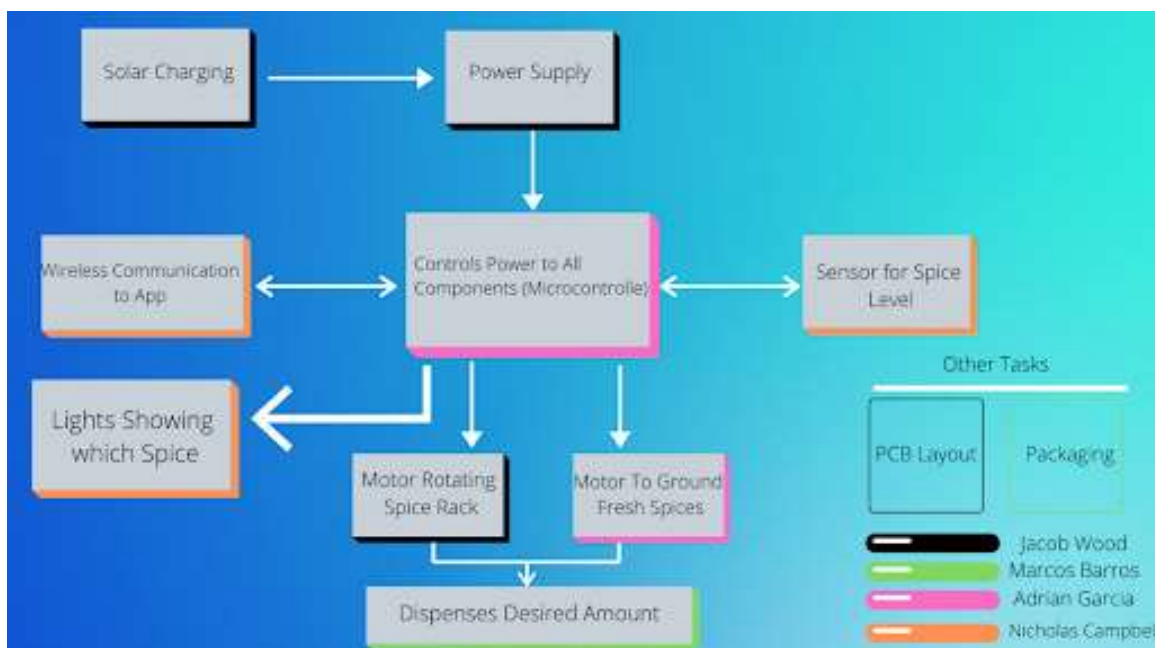 Solar Charging
Power Supply
Wireless Communication
to App
Controls Power to All
Components (Microcontrolle)
Sensor for Spice
Level
Lights Showing
which Spice
Motor Rotating
Spice Rack
Motor To Ground
Fresh Spices
Dispenses Desired Amount
Other Tasks
PCB Layout
Packaging
Jacob Wood
Marcos Barros
Adrian Garcia
Nicholas Campbel